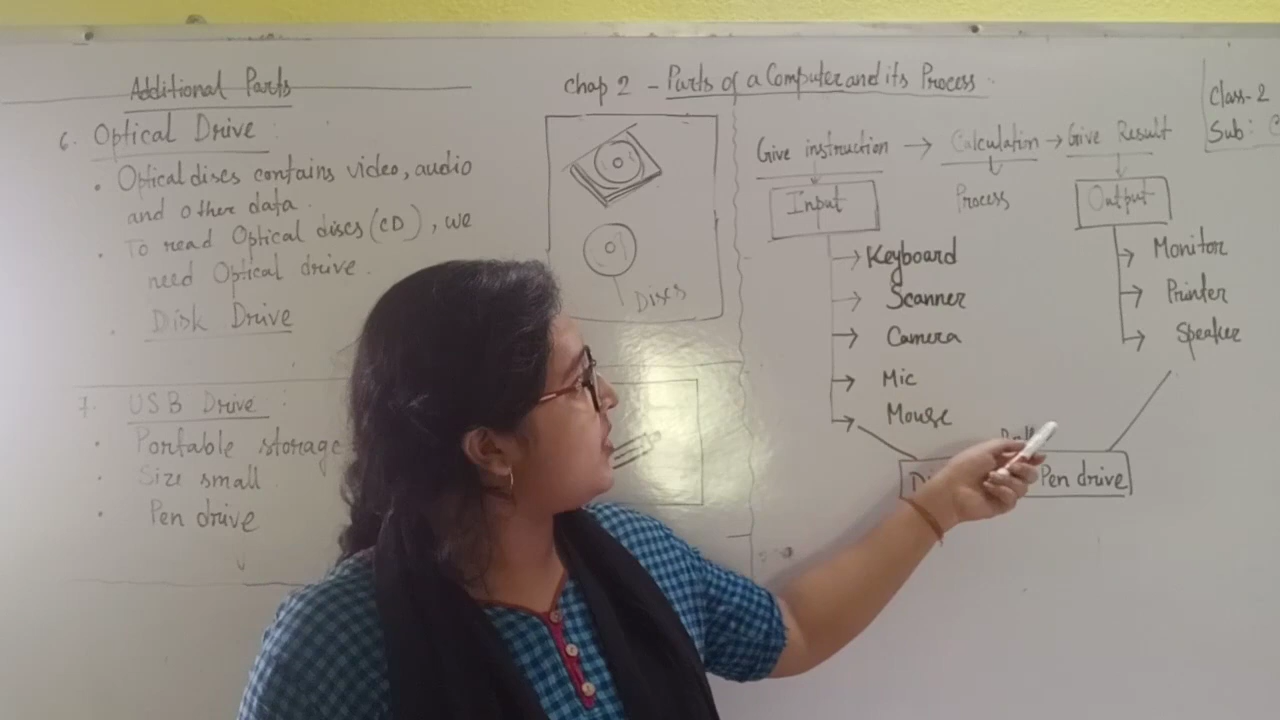 Additional Parts
6. Optical Drive :
• Optical discs contains video, audio
and other data.
• To read Optical discs (CD), we
need Optical drive.
• Disk Drive
7. USB Drive :
• Portable storage
• Size small
• Pen drive
Discs
Chap 2 - Parts of a Computer and its Process.
Give instruction → Calculation → Give Result
Input
Process
Output
→ Keyboard
→ Scanner
→ Camera
→ Mic
→ Mouse
→ Monitor
→ Printer
→ Speaker
Pen drive
Class-2
Sub: